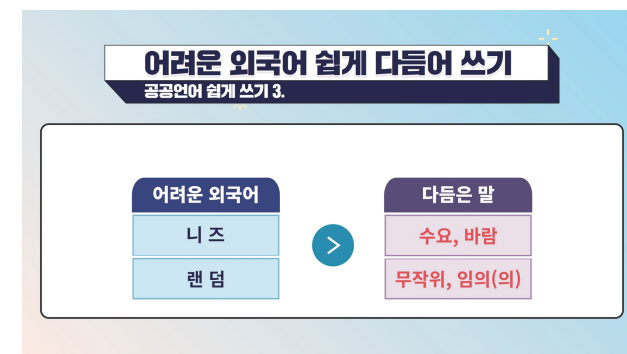 어려운 외국어 쉽게 다듬어 쓰기
공공언어 쉽게 쓰기 3.
어려운 외국어
다듬은 말
니 즈
>
수요, 바람
랜 덤
무작위, 임의(의)